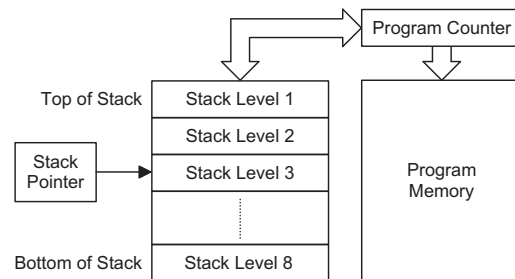 Program Counter
Top of Stack
Stack Level 1
Stack Level 2
Stack
Pointer
Stack Level 3
Program
Memory
Bottom of Stack
Stack Level 8